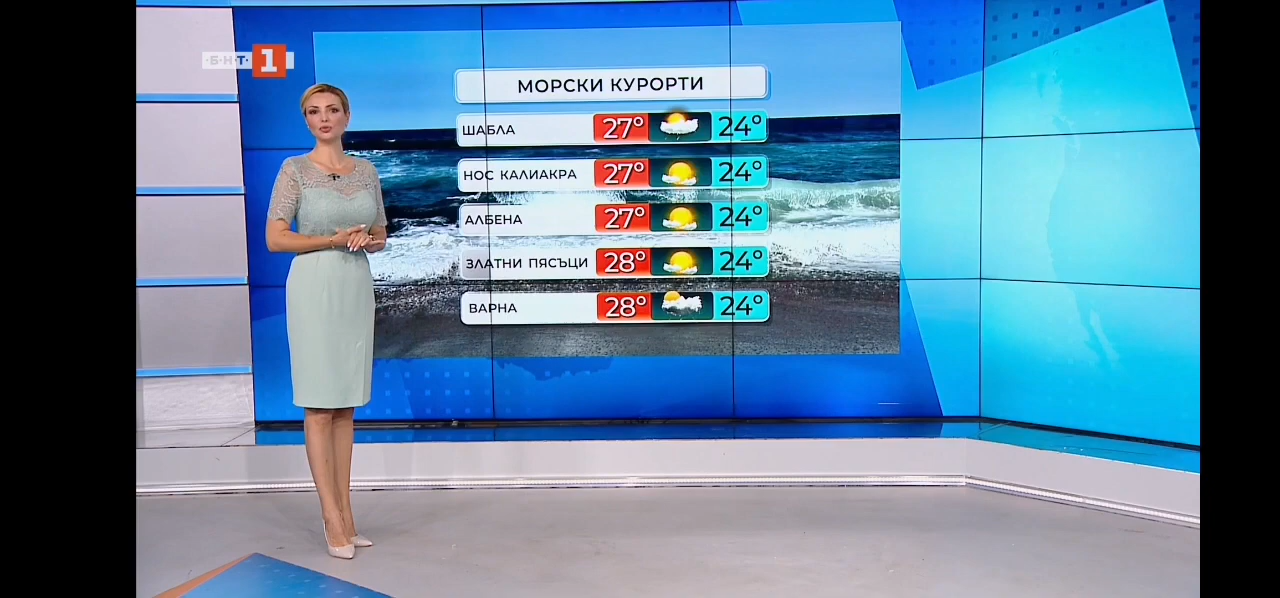 БНТ 1
МОРСКИ КУРОРТИ
ШАБЛА 27° 24°
НОС КАЛИАКРА 27° 24°
АЛБЕНА 27° 24°
ЗЛАТНИ ПЯСЪЦИ 28° 24°
ВАРНА 28° 24°